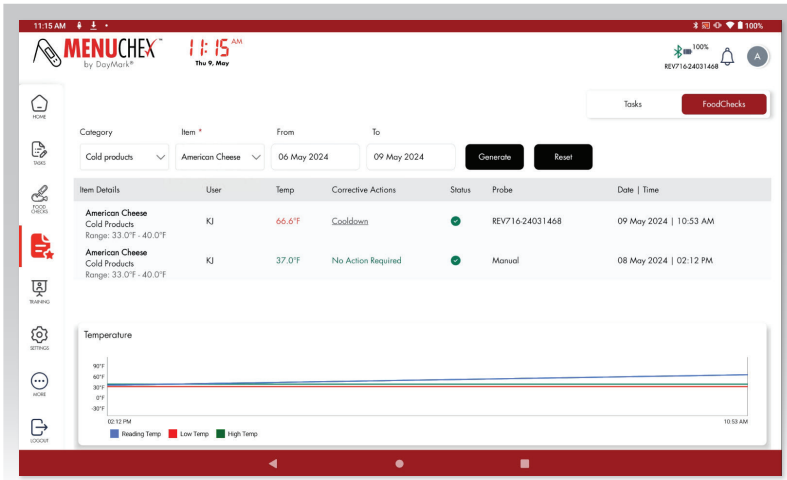 11:15 AM
100%
MENUCHEX™
by DayMark®
11:15 AM
Thu 9, May
100%
REV716-24031468
A
Tasks
FoodChecks
HOME
TASKS
FOOD
CHECKS
TRAINING
SETTINGS
MORE
LOGOUT
Category Item * From To
Cold products American Cheese 06 May 2024 09 May 2024 Generate Reset
Item Details User Temp Corrective Actions Status Probe Date | Time
American Cheese
Cold Products
Range: 33.0°F - 40.0°F
KJ 66.6°F Cooldown REV716-24031468 09 May 2024 | 10:53 AM
American Cheese
Cold Products
Range: 33.0°F - 40.0°F
KJ 37.0°F No Action Required Manual 08 May 2024 | 02:12 PM
Temperature
90°F
60°F
30°F
0°F
-30°F
02:12 PM 10:53 AM
Reading Temp Low Temp High Temp